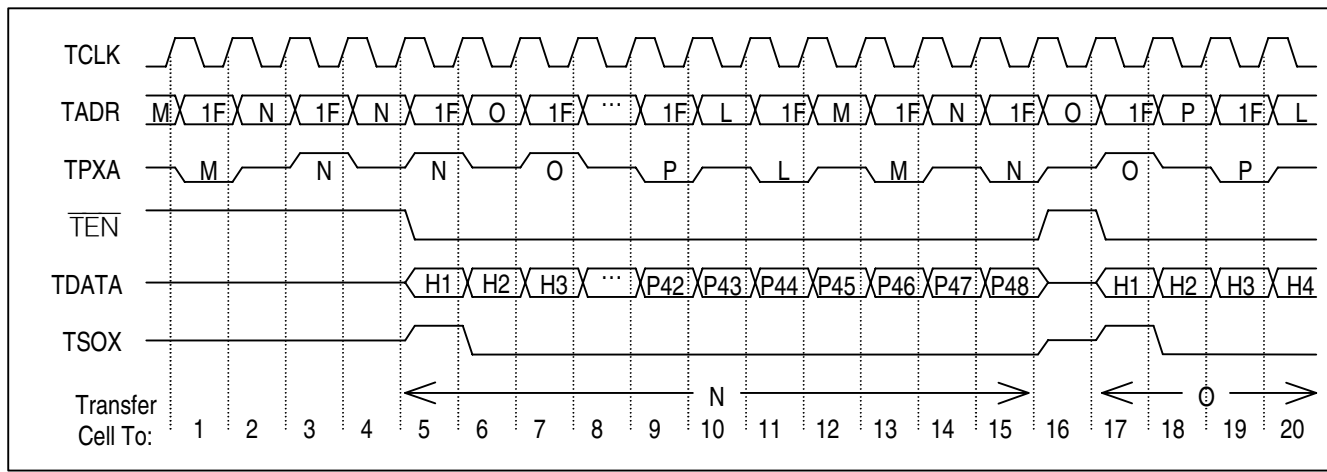 TCLK
TADR M 1F N 1F N 1F O 1F ... 1F L 1F M 1F N 1F O 1F P 1F L
TPXA M N N O P L M N O P
TEN
TDATA H1 H2 H3 ... P42 P43 P44 P45 P46 P47 P48 H1 H2 H3 H4
TSOX
N O
Transfer
Cell To: 1 2 3 4 5 6 7 8 9 10 11 12 13 14 15 16 17 18 19 20